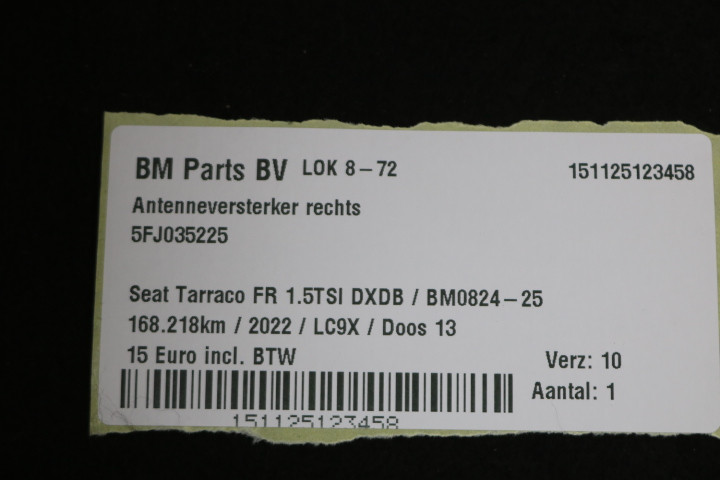 BM Parts BV LOK 8-72 151125123458
Antenneversterker rechts
5FJ035225
Seat Tarraco FR 1.5TSI DXDB / BM0824-25
168.218km / 2022 / LC9X / Doos 13
15 Euro incl. BTW
Verz: 10
Aantal: 1
151125123458